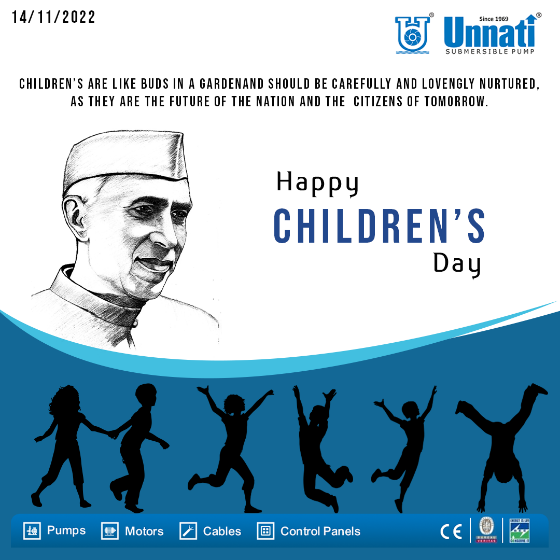 14/11/2022
Since 1969
Unnati
SUBMERSIBLE PUMP
CHILDREN'S ARE LIKE BUDS IN A GARDENAND SHOULD BE CAREFULLY AND LOVENGLY NURTURED,
AS THEY ARE THE FUTURE OF THE NATION AND THE CITIZENS OF TOMORROW.
Happy
CHILDREN'S
Day
Pumps
Motors
Cables
Control Panels
CE